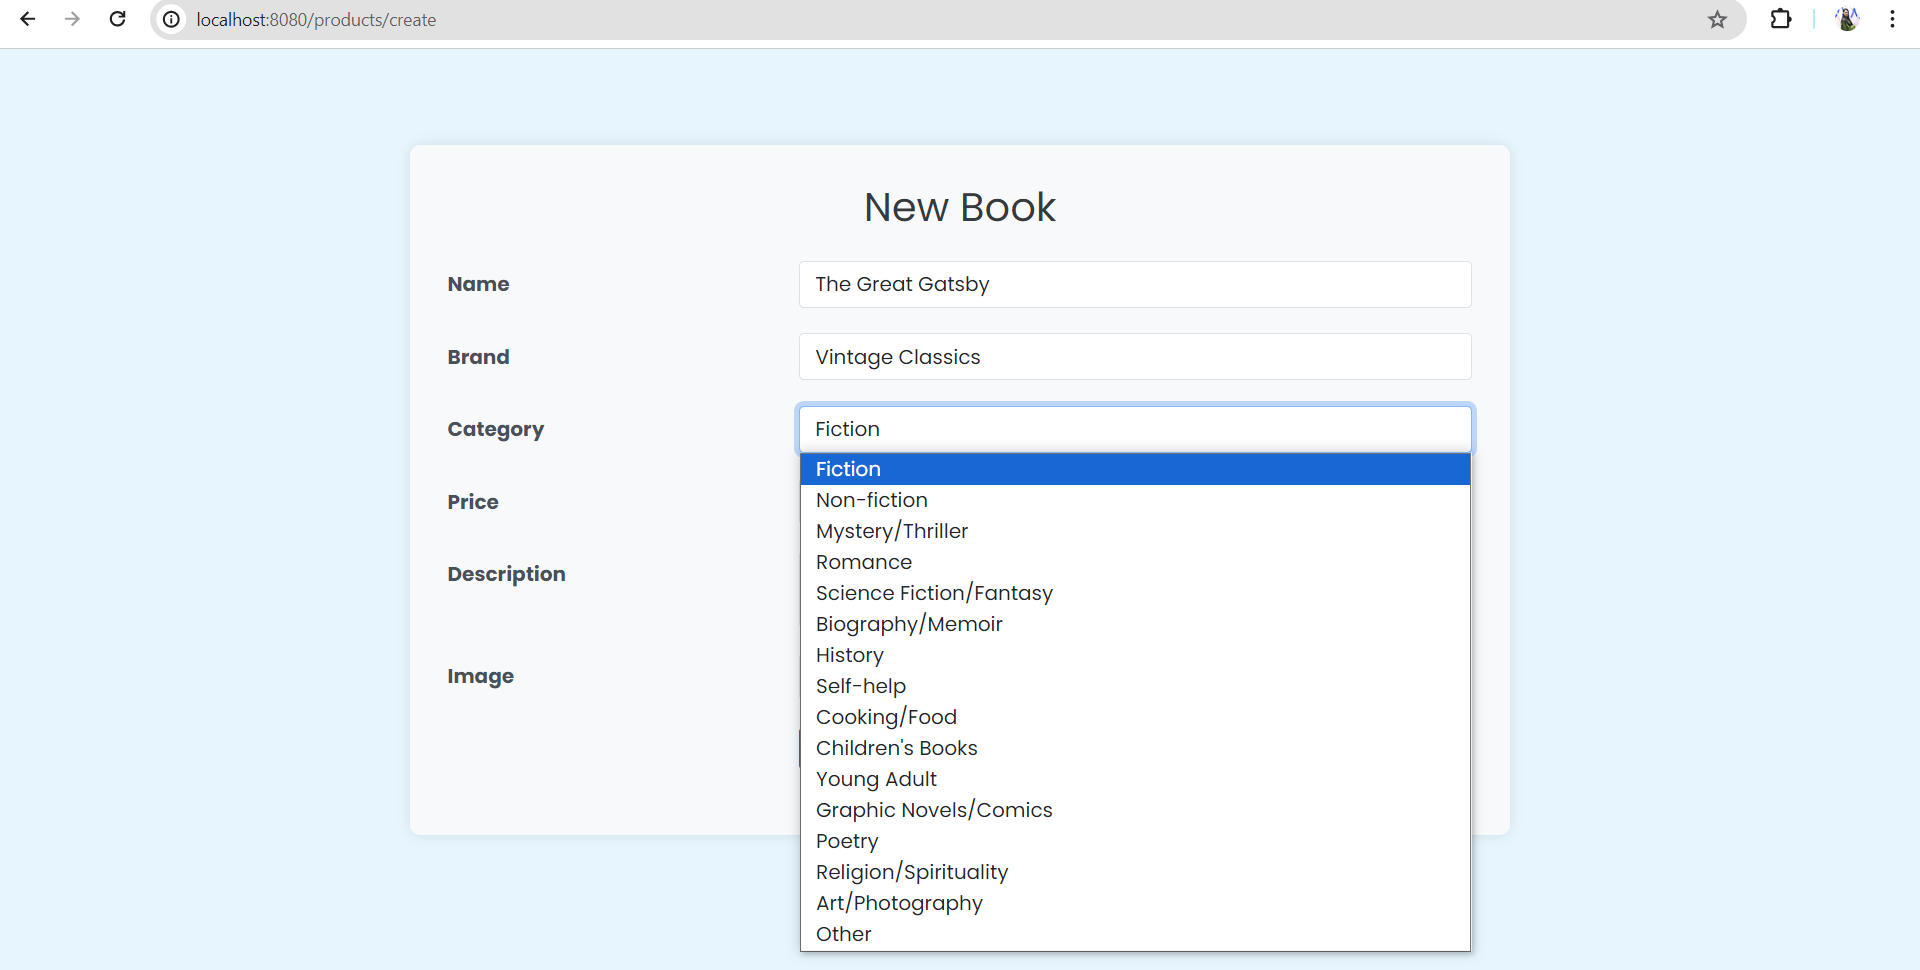 localhost:8080/products/create
New Book
Name
The Great Gatsby
Brand
Vintage Classics
Category
Fiction
Fiction
Non-fiction
Mystery/Thriller
Romance
Science Fiction/Fantasy
Biography/Memoir
History
Self-help
Cooking/Food
Children's Books
Young Adult
Graphic Novels/Comics
Poetry
Religion/Spirituality
Art/Photography
Other
Price
Description
Image